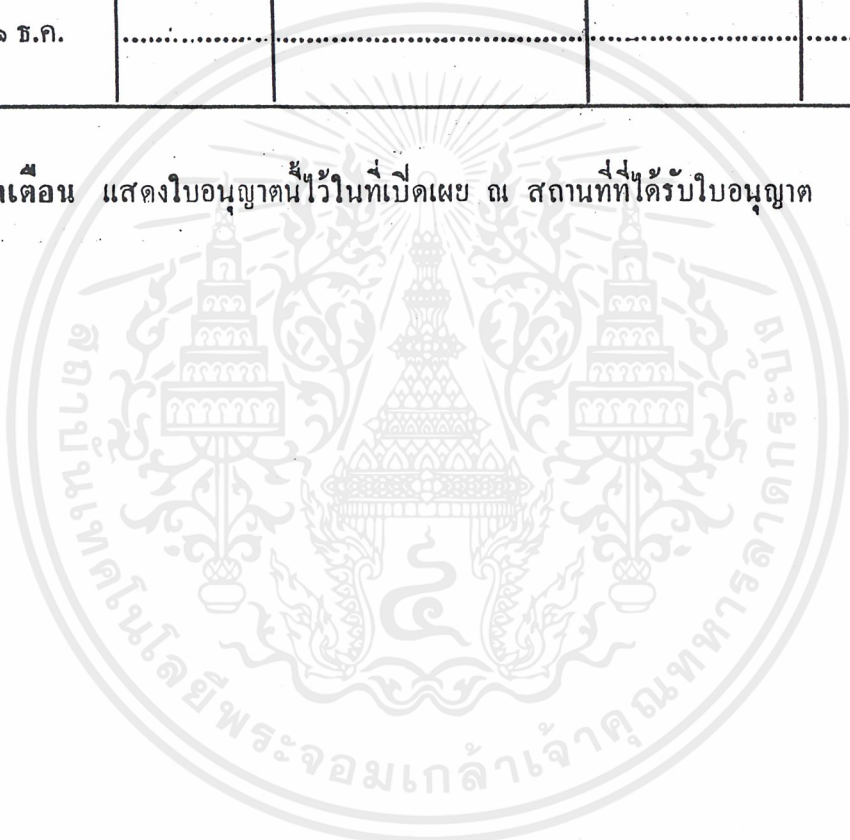 ธ.ค.
เตือน แสดงใบอนุญาตนี้ไว้ในที่เปิดเผย ณ สถานที่ที่ได้รับใบอนุญาต
สถาบันเทคโนโลยีพระจอมเกล้าเจ้าคุณทหารลาดกระบัง
๔